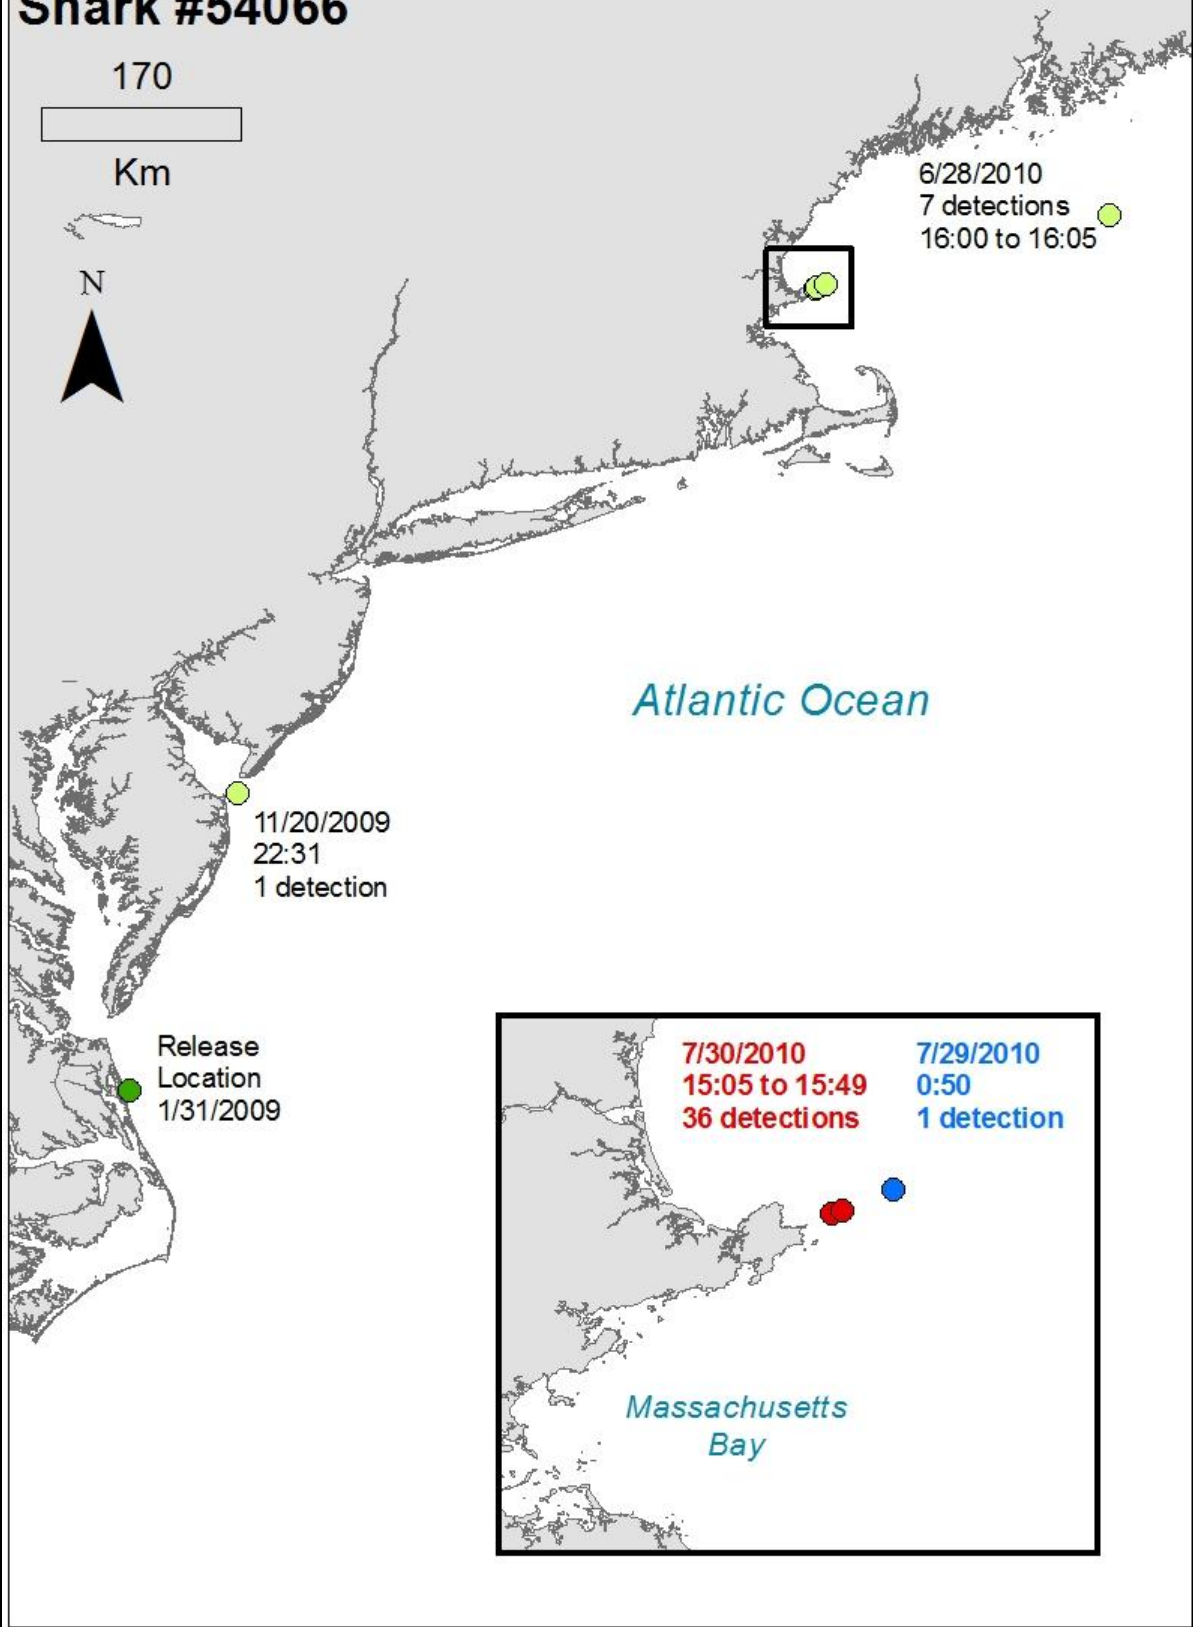 Shark #54066
170
Km
N
6/28/2010
7 detections
16:00 to 16:05
Atlantic Ocean
11/20/2009
22:31
1 detection
Release
Location
1/31/2009
7/30/2010
15:05 to 15:49
36 detections
7/29/2010
0:50
1 detection
Massachusetts
Bay